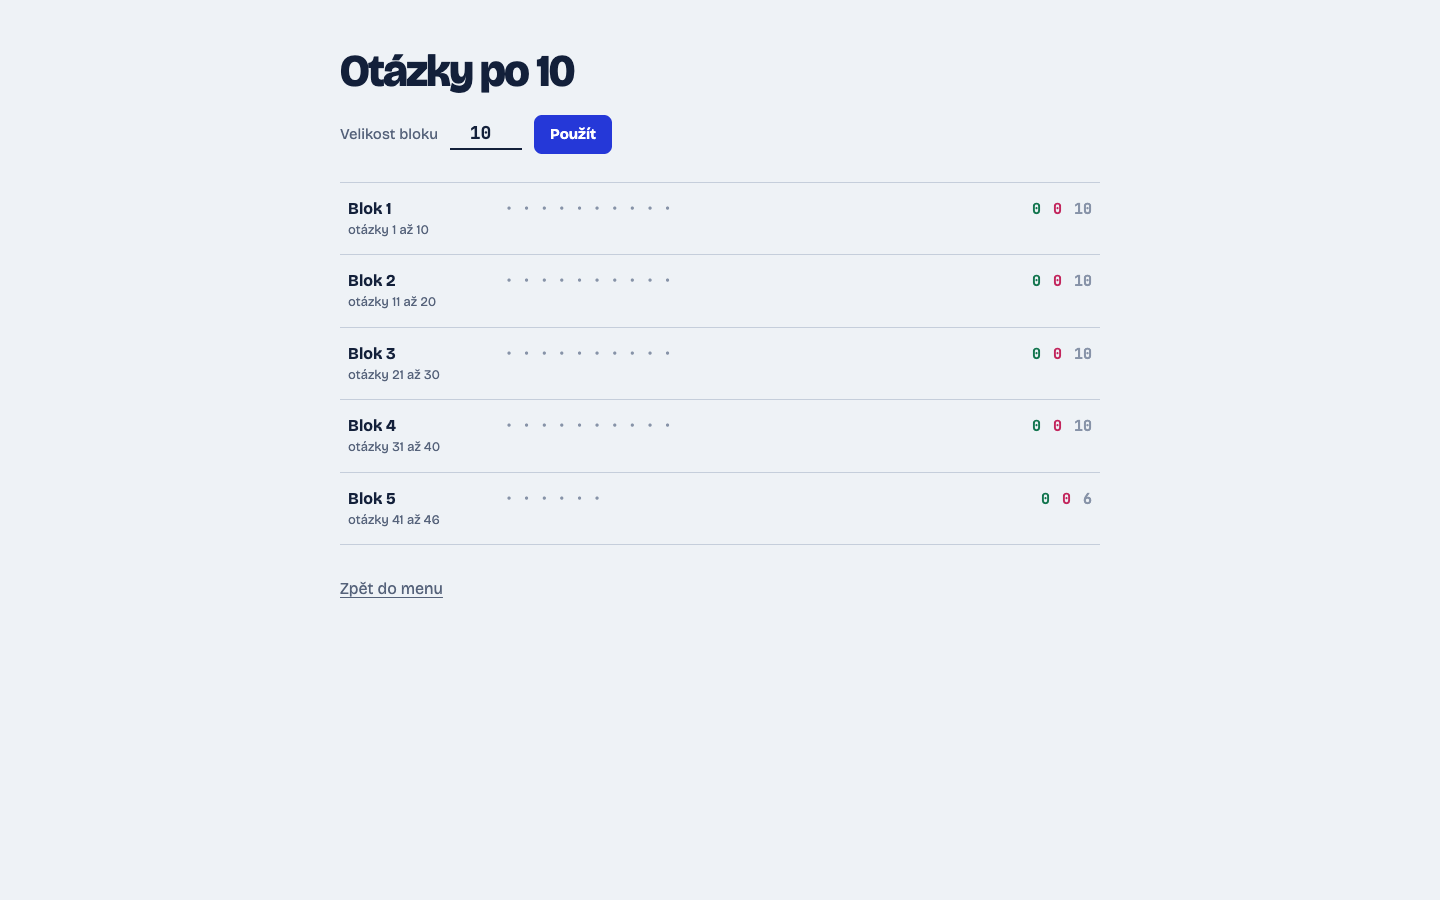 Otázky po 10
Velikost bloku 10 Použít
Blok 1 · · · · · · · · · · 0 0 10
otázky 1 až 10
Blok 2 · · · · · · · · · · 0 0 10
otázky 11 až 20
Blok 3 · · · · · · · · · · 0 0 10
otázky 21 až 30
Blok 4 · · · · · · · · · · 0 0 10
otázky 31 až 40
Blok 5 · · · · · · 0 0 6
otázky 41 až 46
Zpět do menu